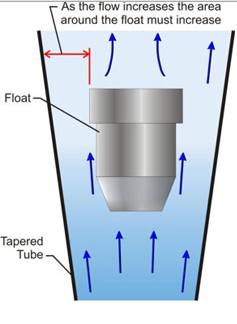 As the flow increases the area
around the float must increase
Float
Tapered
Tube